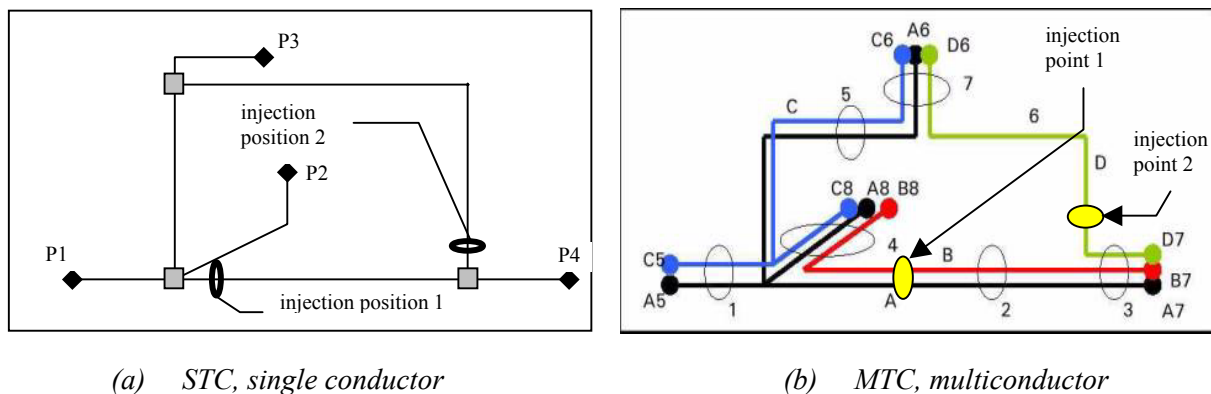 P3
injection
position 2
P2
P1
P4
injection position 1
(a) STC, single conductor
A6
C6
D6
injection
point 1
7
C
5
6
injection
point 2
D
C8
A8
B8
4
C5
B
D7
B7
A5
A
1
2
3
A7
(b) MTC, multiconductor